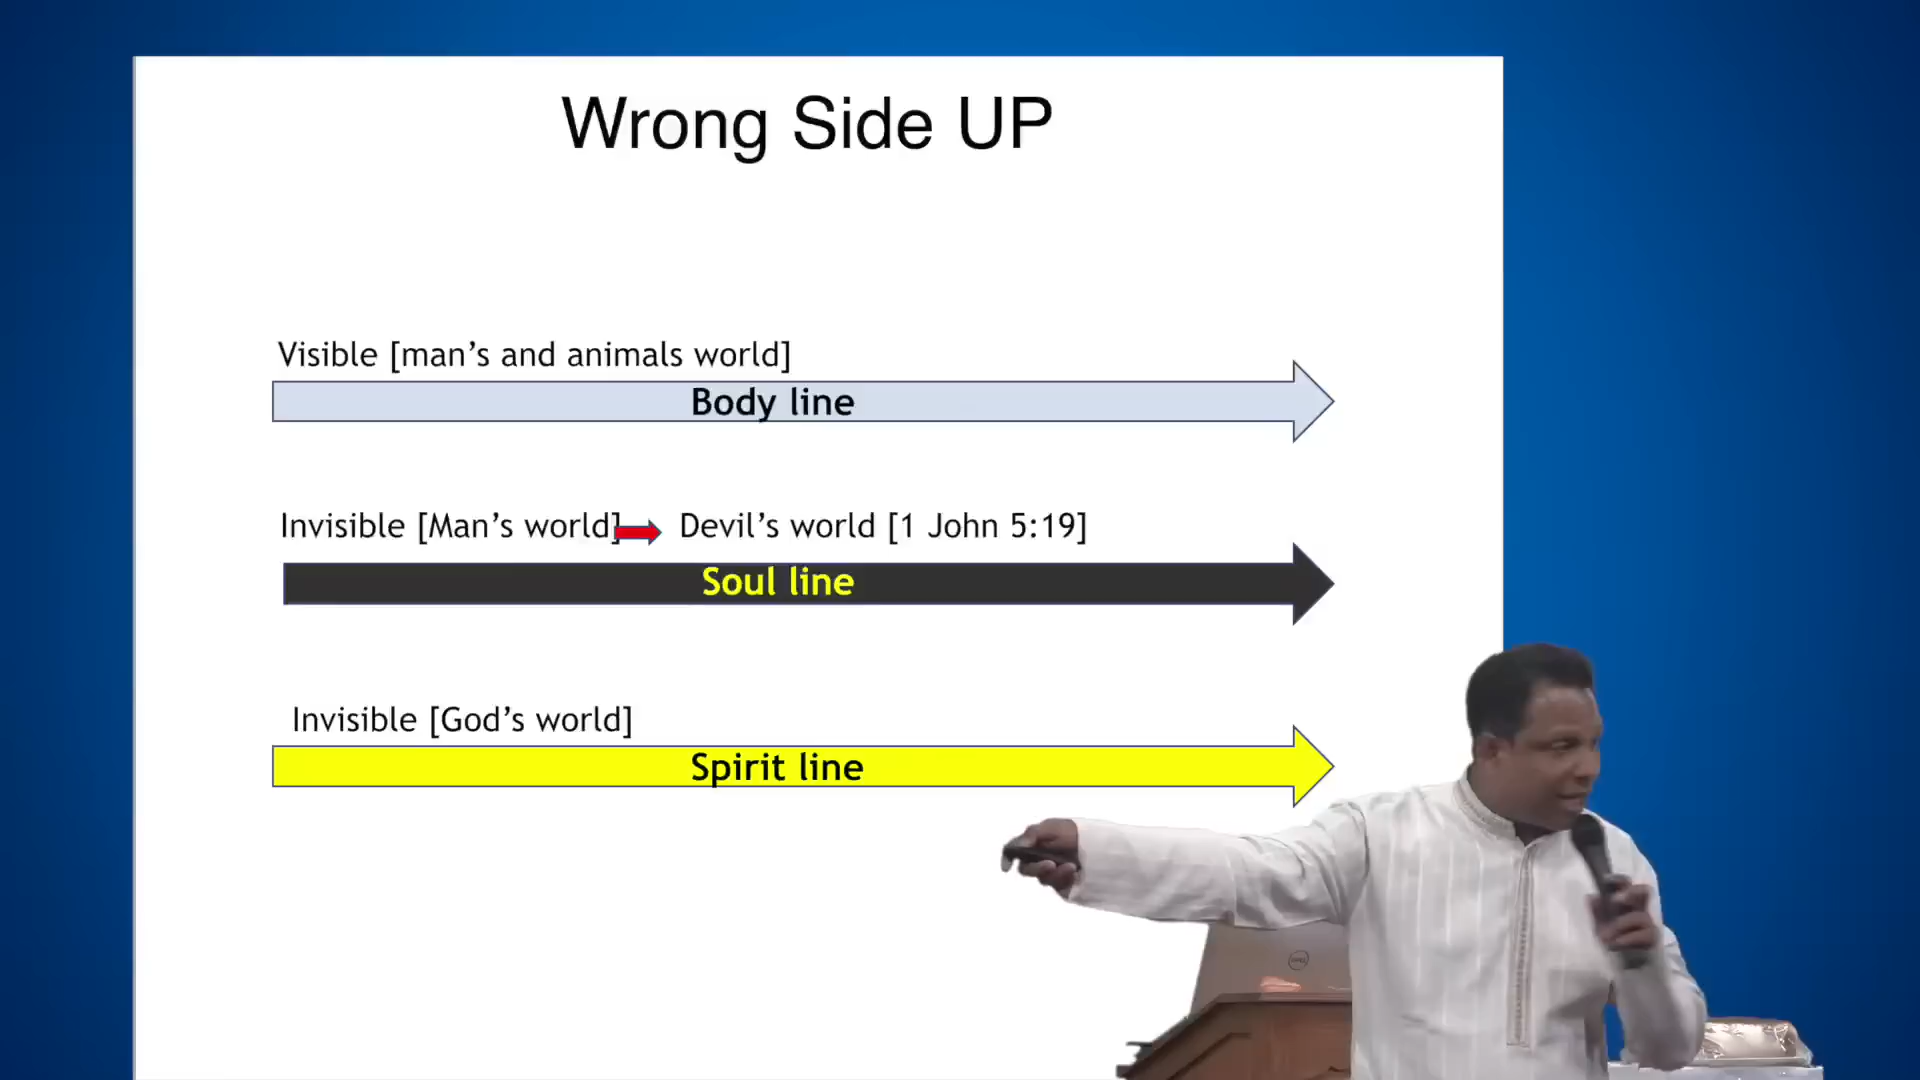 Wrong Side UP
Visible [man's and animals world]
Body line
Invisible [Man's world] Devil's world [1 John 5:19]
Soul line
Invisible [God's world]
Spirit line
DELL